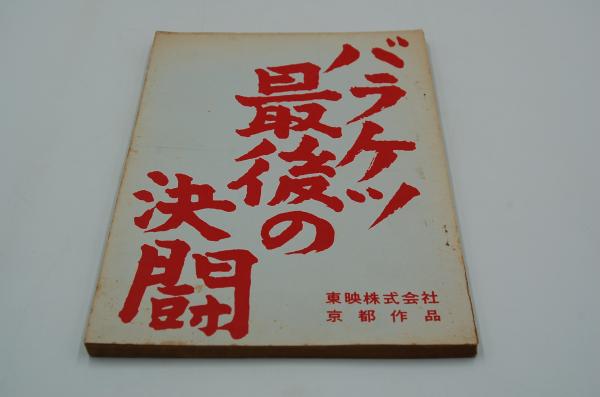 バラケツ
最後の
決闘
東映株式会社
京都作品